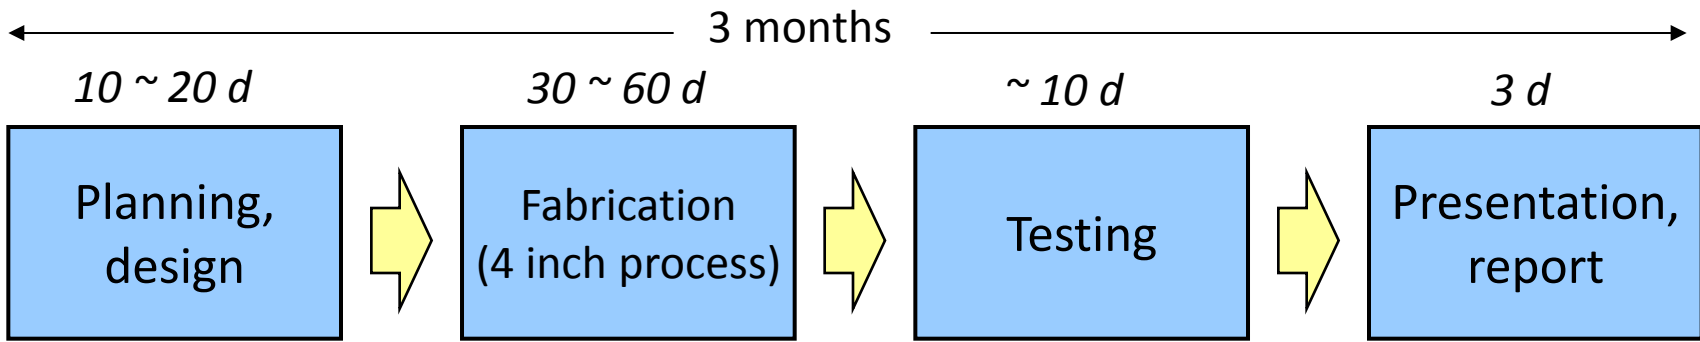 3 months
10 ~ 20 d
30 ~ 60 d
~ 10 d
3 d
Planning,
design
Fabrication
(4 inch process)
Testing
Presentation,
report